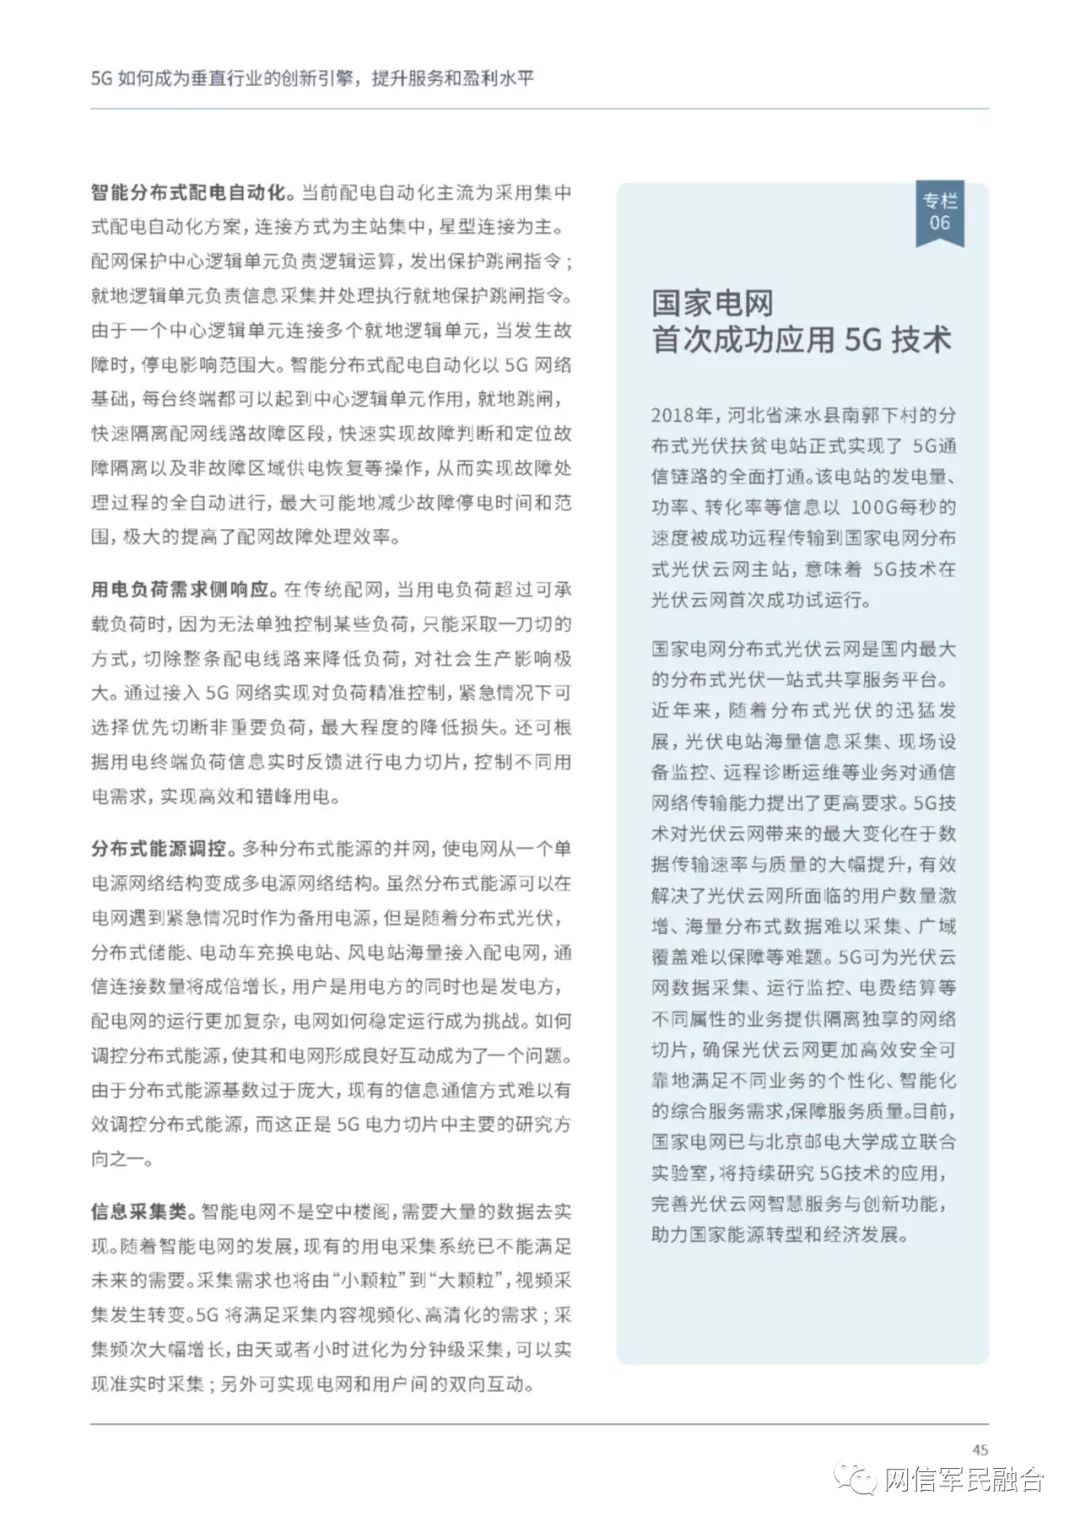 5G 如何成为垂直行业的创新引擎，提升服务和盈利水平
智能分布式配电自动化。当前配电自动化主流为采用集中
式配电自动化方案，连接方式为主站集中，星型连接为主。
配网保护中心逻辑单元负责逻辑运算，发出保护跳闸指令；
就地逻辑单元负责信息采集并处理执行就地保护跳闸指令。
由于一个中心逻辑单元连接多个就地逻辑单元，当发生故
障时，停电影响范围大。智能分布式配电自动化以 5G 网络
基础，每台终端都可以起到中心逻辑单元作用，就地跳闸，
快速隔离配网线路故障区段，快速实现故障判断和定位故
障隔离以及非故障区域供电恢复等操作，从而实现故障处
理过程的全自动进行，最大可能地减少故障停电时间和范
围，极大的提高了配网故障处理效率。
用电负荷需求侧响应。在传统配网，当用电负荷超过可承
载负荷时，因为无法单独控制某些负荷，只能采取一刀切的
方式，切除整条配电线路来降低负荷，对社会生产影响极
大。通过接入 5G 网络实现对负荷精准控制，紧急情况下可
选择优先切断非重要负荷，最大程度的降低损失。还可根
据用电终端负荷信息实时反馈进行电力切片，控制不同用
电需求，实现高效和错峰用电。
分布式能源调控。多种分布式能源的并网，使电网从一个单
电源网络结构变成多电源网络结构。虽然分布式能源可以在
电网遇到紧急情况时作为备用电源，但是随着分布式光伏，
分布式储能、电动车充换电站、风电站海量接入配电网，通
信连接数量将成倍增长，用户是用电方的同时也是发电方，
配电网的运行更加复杂，电网如何稳定运行成为挑战。如何
调控分布式能源，使其和电网形成良好互动成为了一个问题。
由于分布式能源基数过于庞大，现有的信息通信方式难以有
效调控分布式能源，而这正是 5G 电力切片中主要的研究方
向之一。
信息采集类。智能电网不是空中楼阁，需要大量的数据去实
现。随着智能电网的发展，现有的用电采集系统已不能满足
未来的需要。采集需求也将由“小颗粒”到“大颗粒”，视频采
集发生转变。5G 将满足采集内容视频化、高清化的需求；采
集频次大幅增长，由天或者小时进化为分钟级采集，可以实
现准实时采集；另外可实现电网和用户间的双向互动。
专栏
06
国家电网
首次成功应用 5G 技术
2018年，河北省涞水县南郭下村的分
布式光伏扶贫电站正式实现了 5G通
信链路的全面打通。该电站的发电量、
功率、转化率等信息以 100G每秒的
速度被成功远程传输到国家电网分布
式光伏云网主站，意味着 5G技术在
光伏云网首次成功试运行。
国家电网分布式光伏云网是国内最大
的分布式光伏一站式共享服务平台。
近年来，随着分布式光伏的迅猛发
展，光伏电站海量信息采集、现场设
备监控、远程诊断运维等业务对通信
网络传输能力提出了更高要求。5G技
术对光伏云网带来的最大变化在于数
据传输速率与质量的大幅提升，有效
解决了光伏云网所面临的用户数量激
增、海量分布式数据难以采集、广域
覆盖难以保障等难题。5G可为光伏云
网数据采集、运行监控、电费结算等
不同属性的业务提供隔离独享的网络
切片，确保光伏云网更加高效安全可
靠地满足不同业务的个性化、智能化
的综合服务需求，保障服务质量。目前，
国家电网已与北京邮电大学成立联合
实验室，将持续研究 5G技术的应用，
完善光伏云网智慧服务与创新功能，
助力国家能源转型和经济发展。
45
网信军民融合